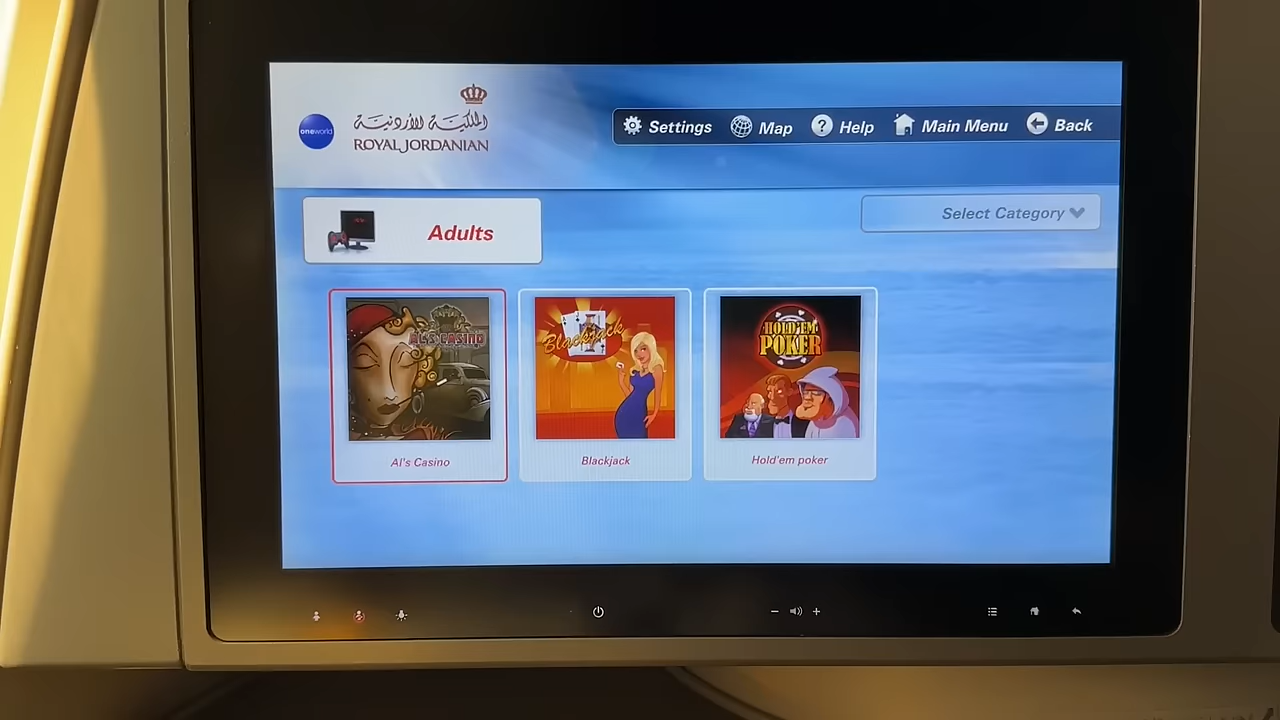 oneworld
الملكية الأردنية
ROYAL JORDANIAN
Settings
Map
Help
Main Menu
Back
Adults
Select Category
AL'S CASINO
Blackjack
HOLD'EM
POKER
Al's Casino
Blackjack
Hold'em poker